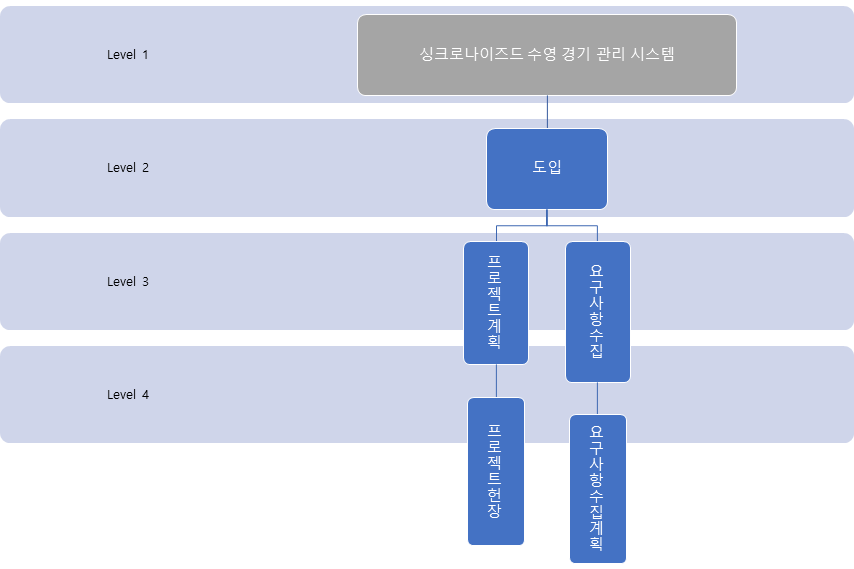 Level 1
싱크로나이즈드 수영 경기 관리 시스템
Level 2
도입
Level 3
프로젝트계획
요구사항수집
Level 4
프로젝트헌장
요구사항수집계획